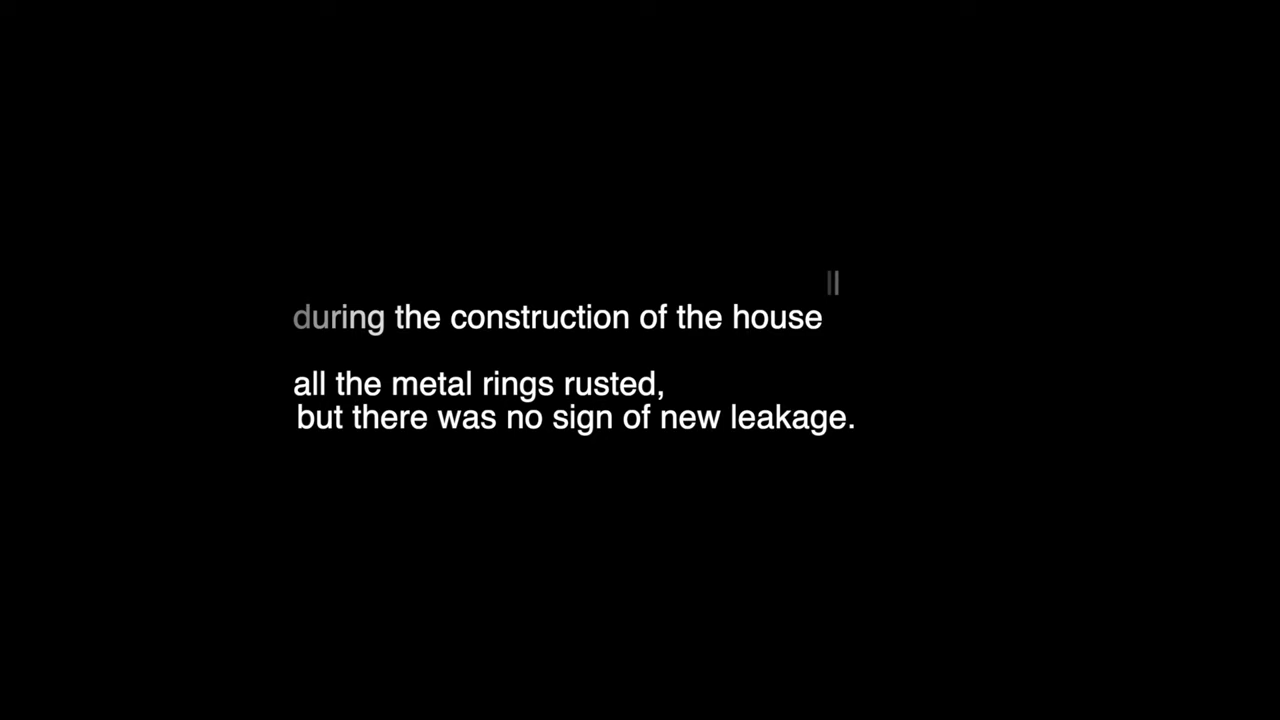 during the construction of the house
all the metal rings rusted,
but there was no sign of new leakage.